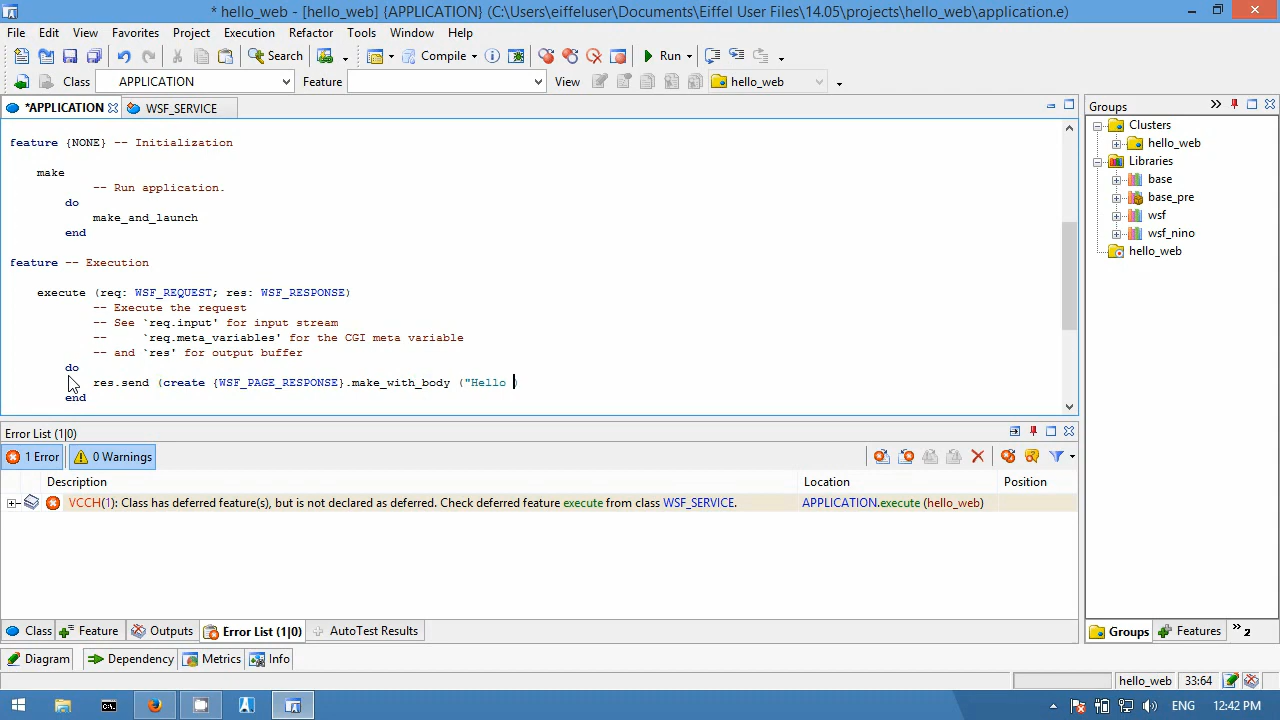 * hello_web - [hello_web] {APPLICATION} (C:\Users\eiffeluser\Documents\Eiffel User Files\14.05\projects\hello_web\application.e)
File Edit View Favorites Project Execution Refactor Tools Window Help
Search Compile Run
Class APPLICATION Feature View hello_web
*APPLICATION WSF_SERVICE
feature {NONE} -- Initialization
make
-- Run application.
do
make_and_launch
end
feature -- Execution
execute (req: WSF_REQUEST; res: WSF_RESPONSE)
-- Execute the request
-- See `req.input' for input stream
-- `req.meta_variables' for the CGI meta variable
-- and `res' for output buffer
do
res.send (create {WSF_PAGE_RESPONSE}.make_with_body ("Hello )
end
Groups
Clusters
hello_web
Libraries
base
base_pre
wsf
wsf_nino
hello_web
Error List (1|0)
1 Error 0 Warnings
Description Location Position
VCCH(1): Class has deferred feature(s), but is not declared as deferred. Check deferred feature execute from class WSF_SERVICE. APPLICATION.execute (hello_web)
Class Feature Outputs Error List (1|0) AutoTest Results
Groups Features 2
Diagram Dependency Metrics Info
hello_web 33:64
ENG 12:42 PM